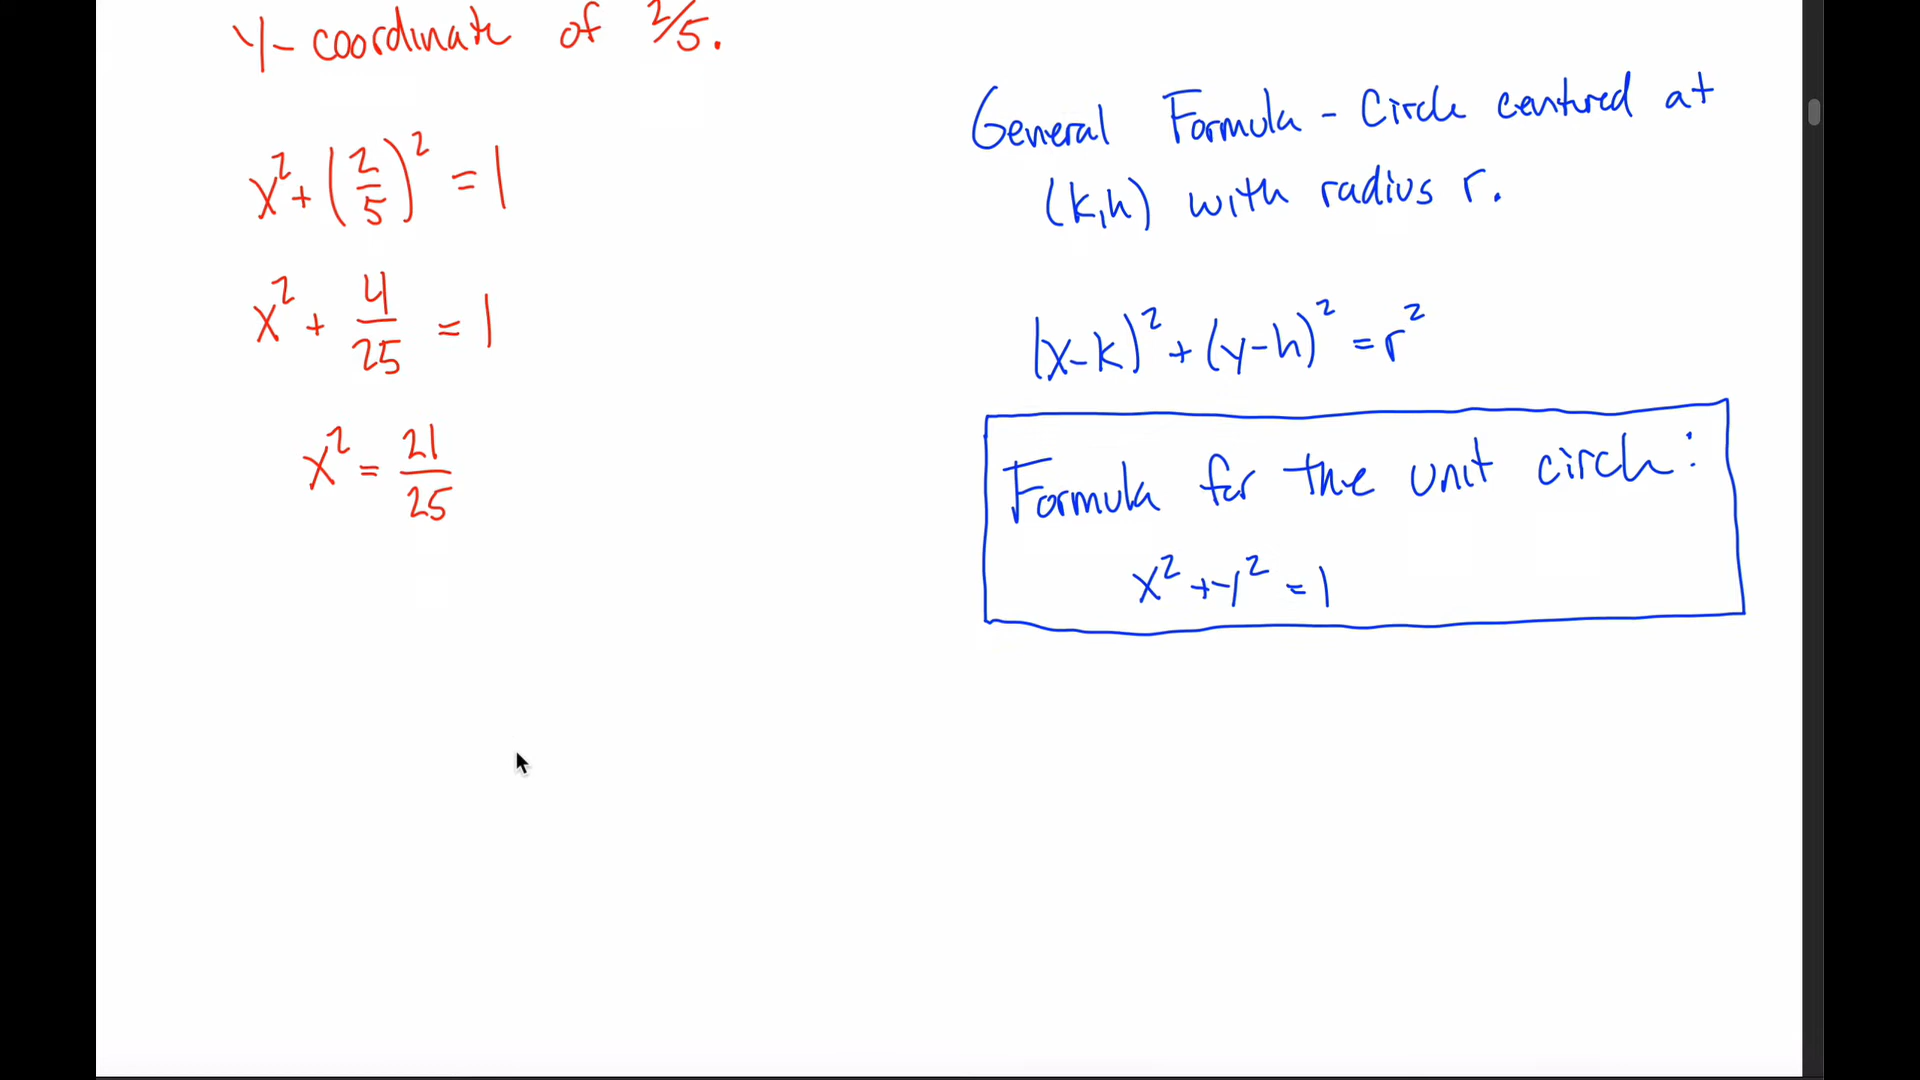 Y-coordinate of 2/5.
x² + (2/5)² = 1
x² + 4/25 = 1
x² = 21/25
General Formula - Circle centred at
(k,h) with radius r.
(x-k)² + (y-h)² = r²
Formula for the unit circle:
x² + y² = 1